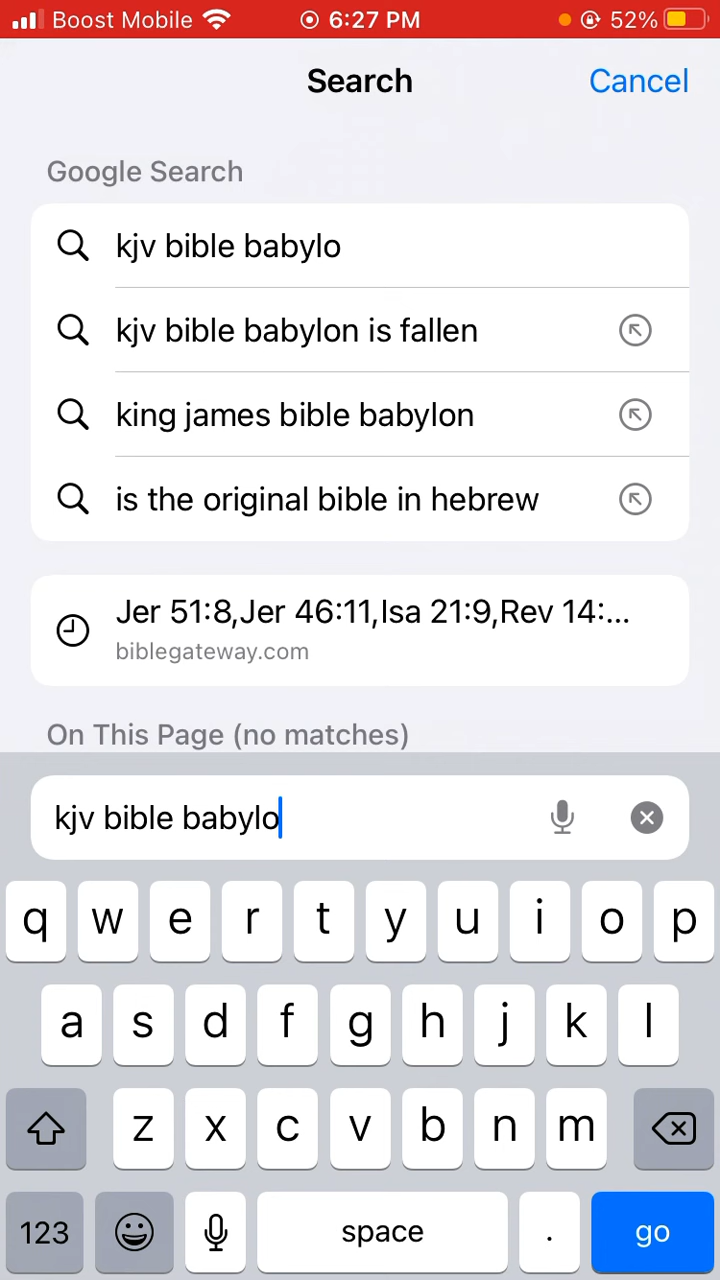 Boost Mobile 6:27 PM 52%
Search Cancel
Google Search
kjv bible babylo
kjv bible babylon is fallen
king james bible babylon
is the original bible in hebrew
Jer 51:8,Jer 46:11,Isa 21:9,Rev 14:...
biblegateway.com
On This Page (no matches)
kjv bible babylo
q w e r t y u i o p
a s d f g h j k l
z x c v b n m
123 space . go